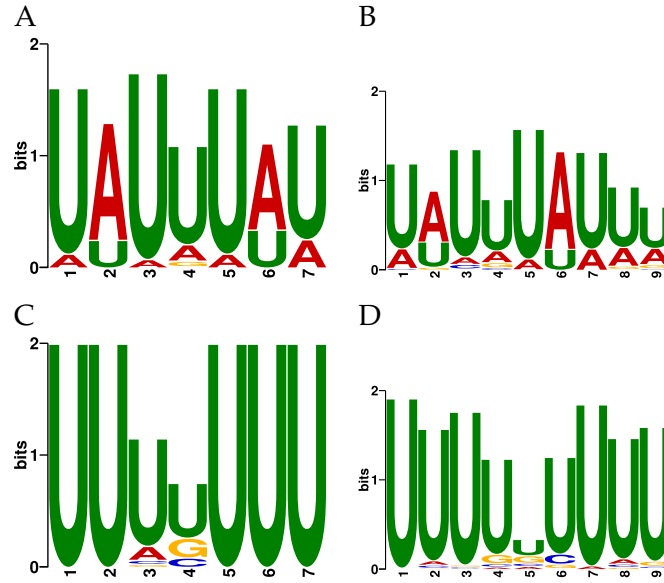 A
bits
2
1
0
U A U U U A U
A U A A A U A
G
1 2 3 4 5 6 7
B
bits
2
1
0
U A U U U A U U U
A U A A A U A A A
1 2 3 4 5 6 7 8 9
C
bits
2
1
0
U U U U U U U
A G
C
1 2 3 4 5 6 7
D
bits
2
1
0
U U U U U U U U U
A G G C A A C
1 2 3 4 5 6 7 8 9